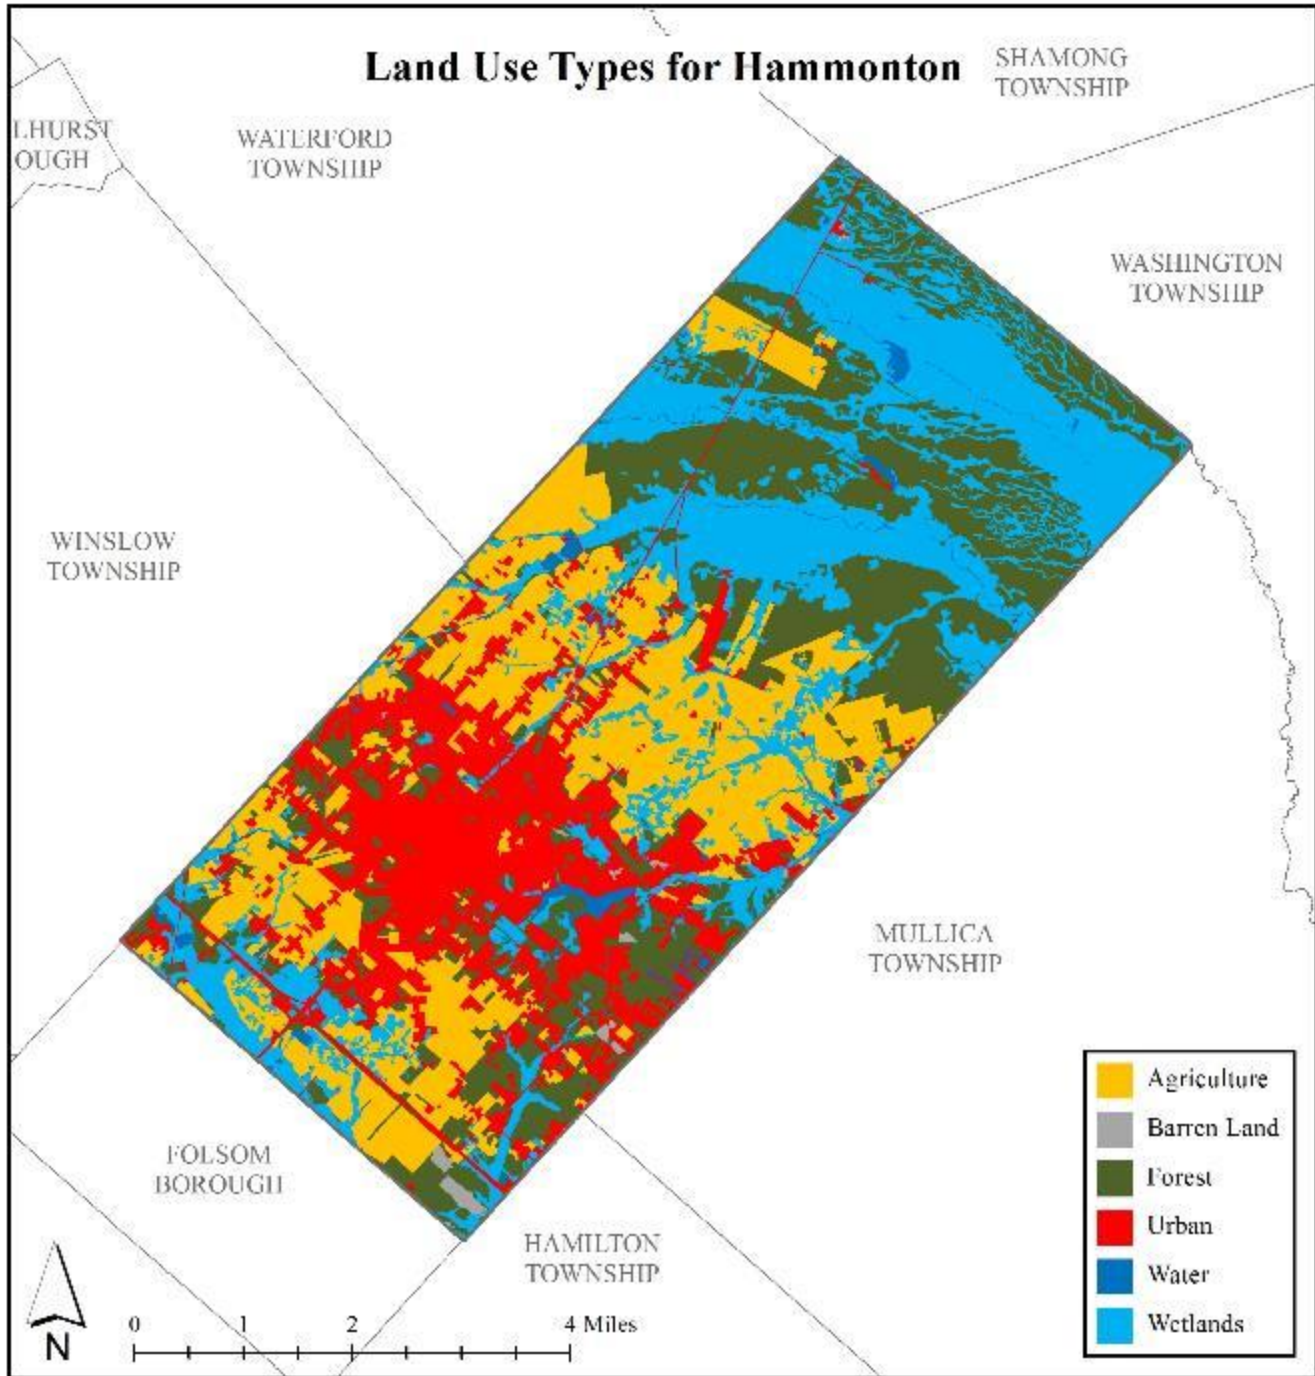 Land Use Types for Hammonton
SHAMONG
TOWNSHIP
LHURST
OUGH
WATERFORD
TOWNSHIP
WASHINGTON
TOWNSHIP
WINSLOW
TOWNSHIP
MULLICA
TOWNSHIP
FOLSOM
BOROUGH
HAMILTON
TOWNSHIP
Agriculture
Barren Land
Forest
Urban
Water
Wetlands
N
0 1 2 4 Miles